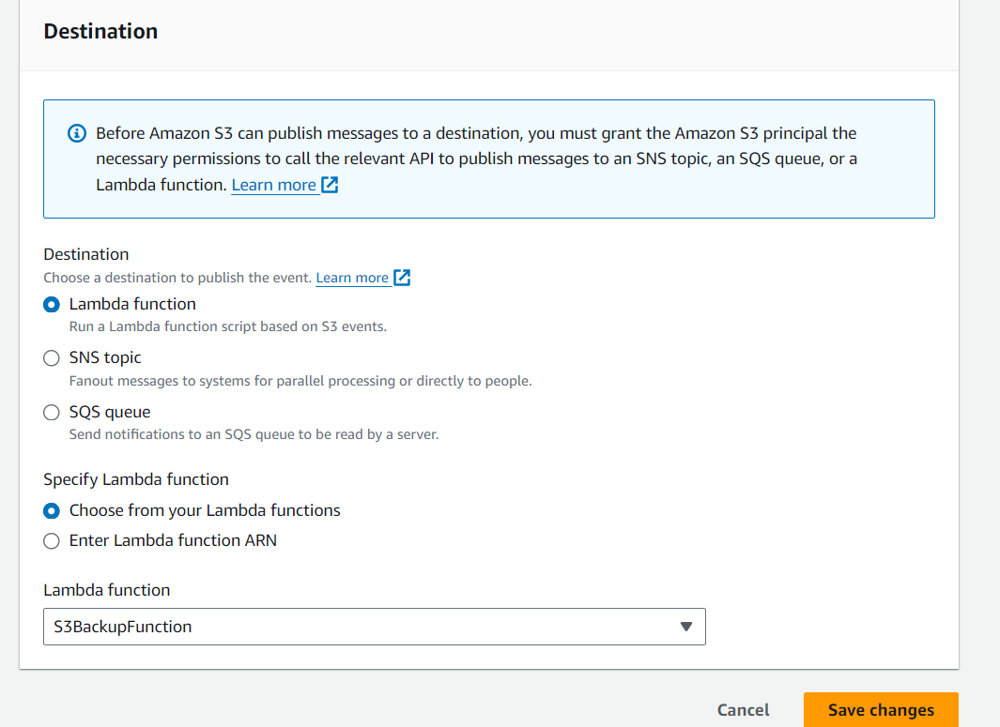 Destination
Before Amazon S3 can publish messages to a destination, you must grant the Amazon S3 principal the
necessary permissions to call the relevant API to publish messages to an SNS topic, an SQS queue, or a
Lambda function. Learn more
Destination
Choose a destination to publish the event. Learn more
Lambda function
Run a Lambda function script based on S3 events.
SNS topic
Fanout messages to systems for parallel processing or directly to people.
SQS queue
Send notifications to an SQS queue to be read by a server.
Specify Lambda function
Choose from your Lambda functions
Enter Lambda function ARN
Lambda function
S3BackupFunction
Cancel Save changes